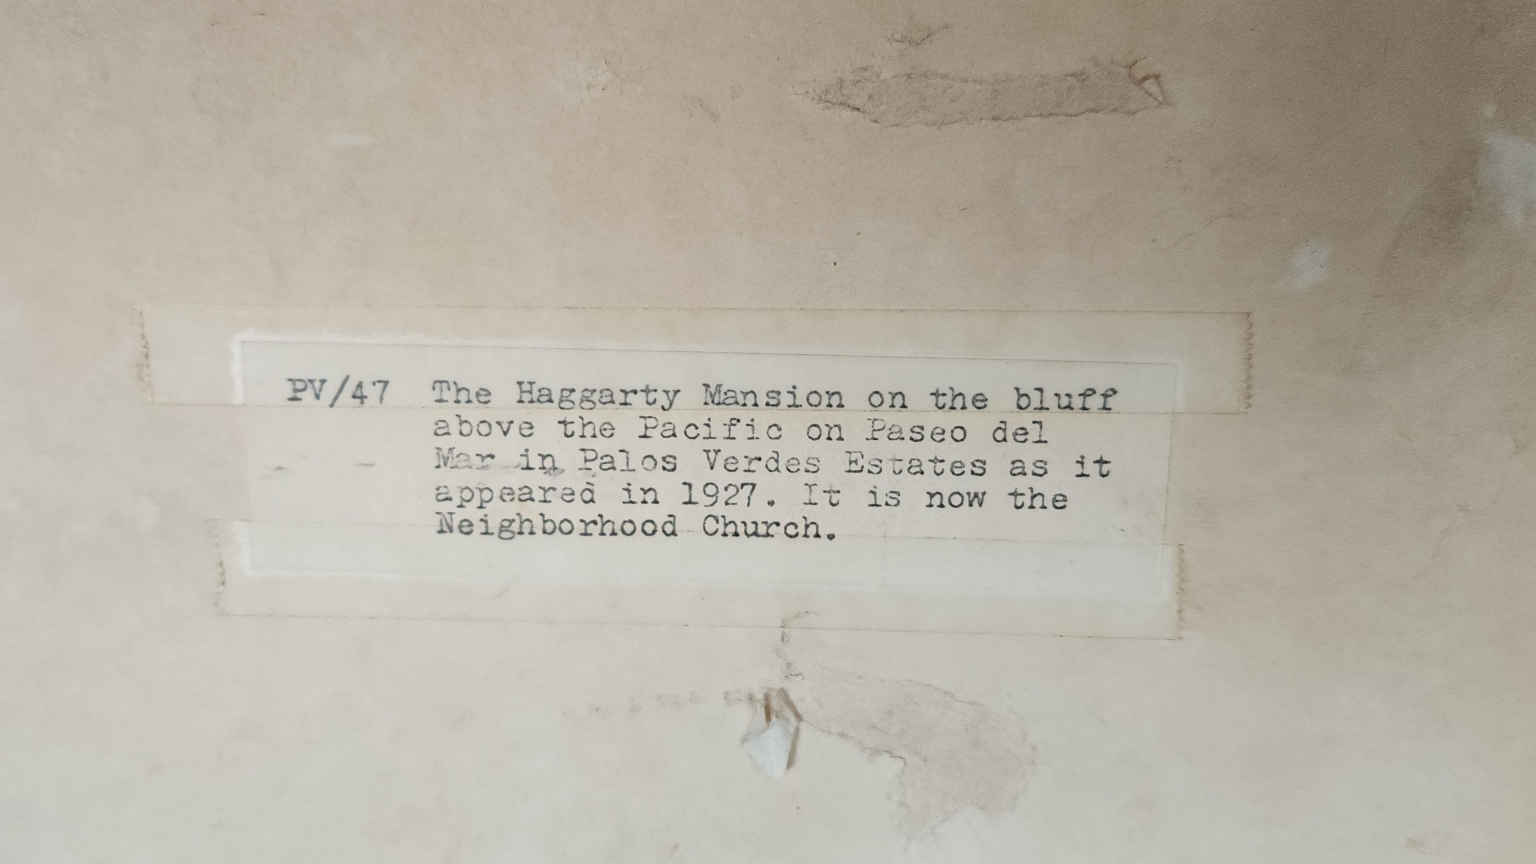 PV/47 The Haggarty Mansion on the bluff
above the Pacific on Paseo del
Mar in Palos Verdes Estates as it
appeared in 1927. It is now the
Neighborhood Church.